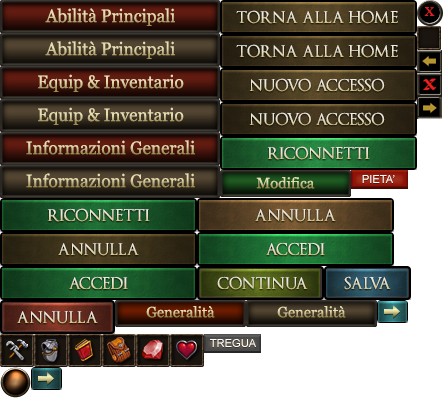 Abilità Principali
TORNA ALLA HOME
X
Abilità Principali
TORNA ALLA HOME
Equip & Inventario
NUOVO ACCESSO
X
Equip & Inventario
NUOVO ACCESSO
Informazioni Generali
RICONNETTI
Informazioni Generali
Modifica
PIETA'
RICONNETTI
ANNULLA
ANNULLA
ACCEDI
ACCEDI
CONTINUA
SALVA
ANNULLA
Generalità
Generalità
TREGUA